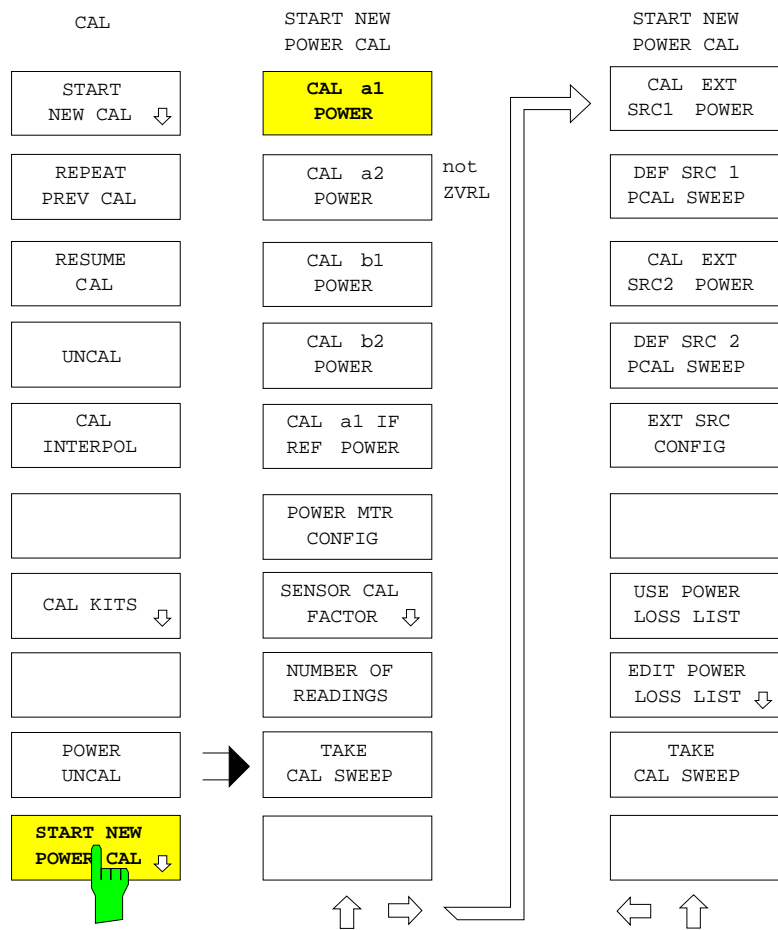 CAL
START
NEW CAL
REPEAT
PREV CAL
RESUME
CAL
UNCAL
CAL
INTERPOL
CAL KITS
POWER
UNCAL
START NEW
POWER CAL
START NEW
POWER CAL
CAL a1
POWER
CAL a2
POWER
not
ZVRL
CAL b1
POWER
CAL b2
POWER
CAL a1 IF
REF POWER
POWER MTR
CONFIG
SENSOR CAL
FACTOR
NUMBER OF
READINGS
TAKE
CAL SWEEP
START NEW
POWER CAL
CAL EXT
SRC1 POWER
DEF SRC 1
PCAL SWEEP
CAL EXT
SRC2 POWER
DEF SRC 2
PCAL SWEEP
EXT SRC
CONFIG
USE POWER
LOSS LIST
EDIT POWER
LOSS LIST
TAKE
CAL SWEEP